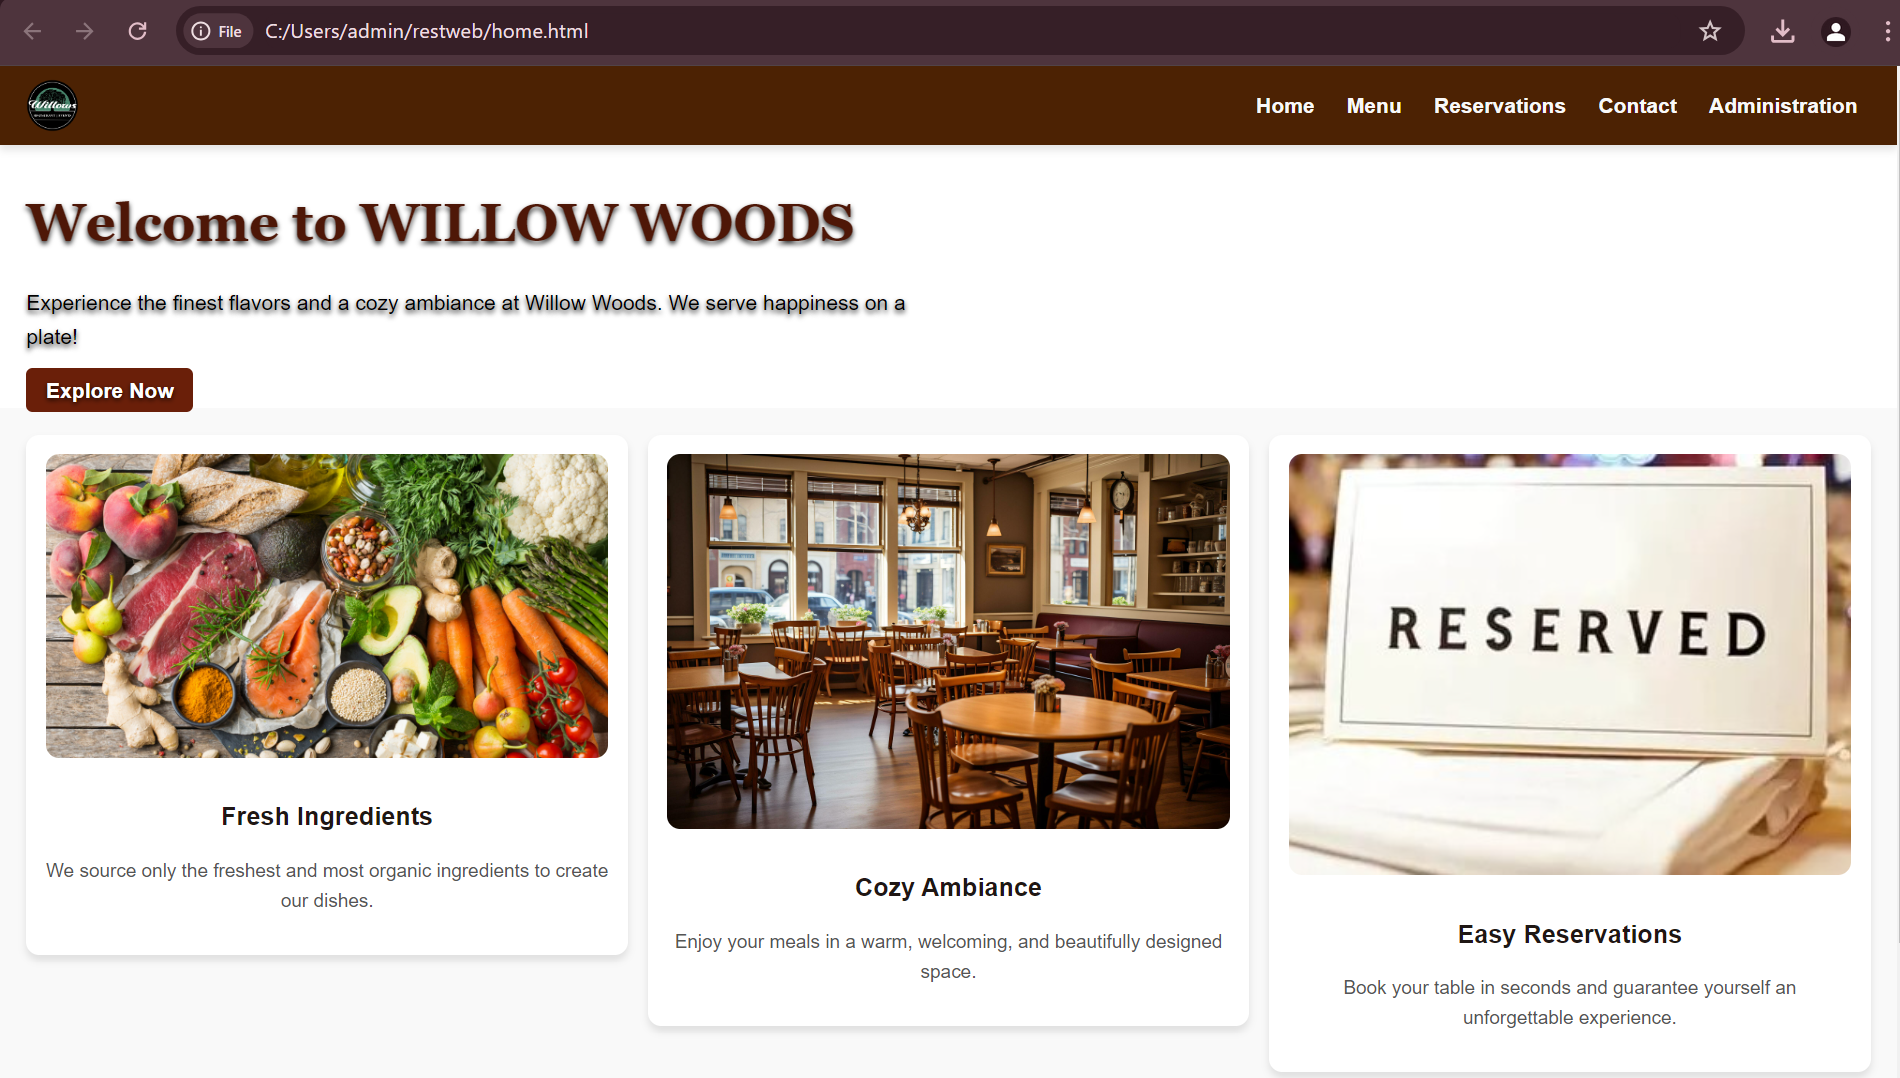 File C:/Users/admin/restweb/home.html
Willows
Home Menu Reservations Contact Administration
Welcome to WILLOW WOODS
Experience the finest flavors and a cozy ambiance at Willow Woods. We serve happiness on a
plate!
Explore Now
RESERVED
Fresh Ingredients
We source only the freshest and most organic ingredients to create
our dishes.
Cozy Ambiance
Enjoy your meals in a warm, welcoming, and beautifully designed
space.
Easy Reservations
Book your table in seconds and guarantee yourself an
unforgettable experience.